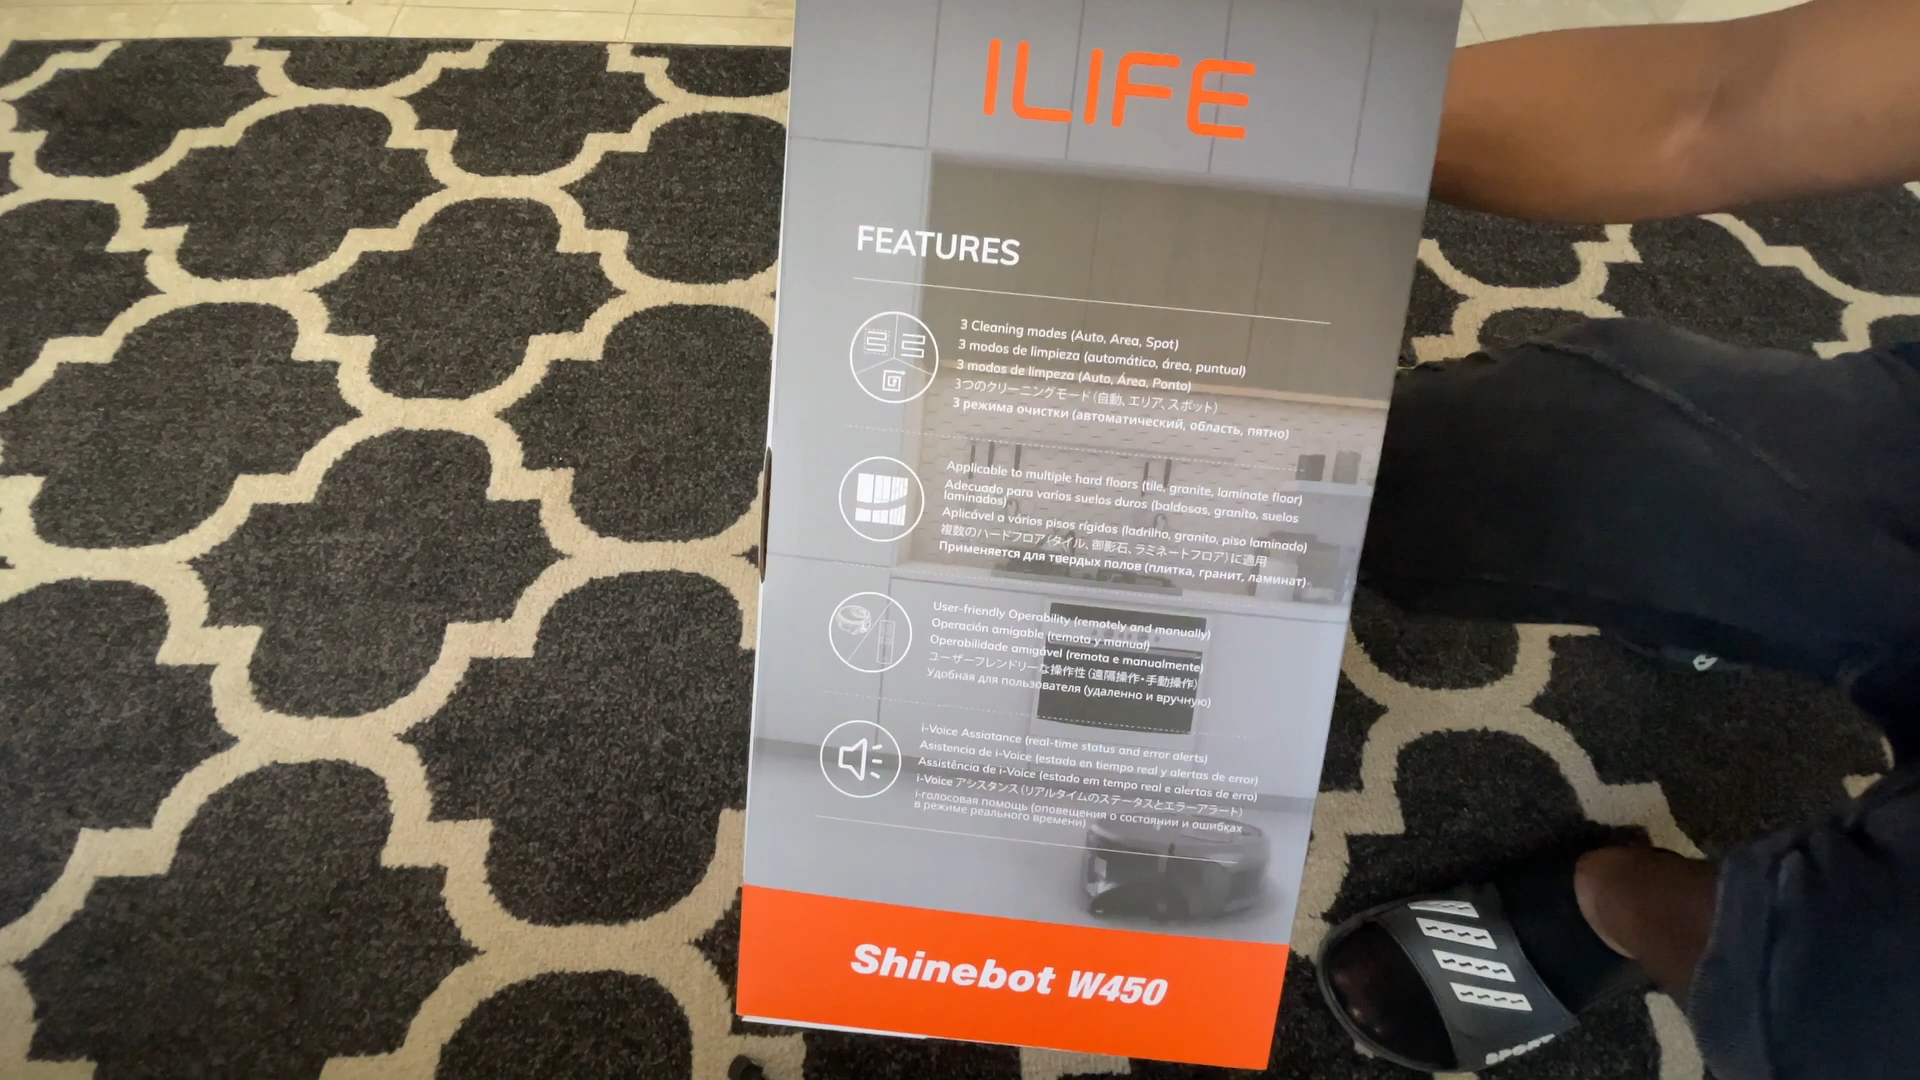 ILIFE
FEATURES
3 Cleaning modes (Auto, Area, Spot)
3 modos de limpieza (automático, área, puntual)
3 modos de limpeza (Auto, Área, Ponto)
3つのクリーニングモード（自動、エリア、スポット）
3 режима очистки (автоматический, область, пятно)
Applicable to multiple hard floors (tile, granite, laminate floor)
Adecuado para varios suelos duros (baldosas, granito, suelos
laminados)
Aplicável a vários pisos rígidos (ladrilho, granito, piso laminado)
複数のハードフロア（タイル、御影石、ラミネートフロア）に適用
Применяется для твердых полов (плитка, гранит, ламинат)
User-friendly Operability (remotely and manually)
Operación amigable (remota y manual)
Operabilidade amigável (remota e manualmente)
ユーザーフレンドリーな操作性（遠隔操作・手動操作）
Удобная для пользователя (удаленно и вручную)
i-Voice Assiatance (real-time status and error alerts)
Asistencia de i-Voice (estado en tiempo real y alertas de error)
Assistência de i-Voice (estado em tempo real e alertas de erro)
i-Voice アシスタンス（リアルタイムのステータスとエラーアラート）
i-голосовая помощь (оповещения о состоянии и ошибках
в режиме реального времени)
Shinebot W450
SPORT